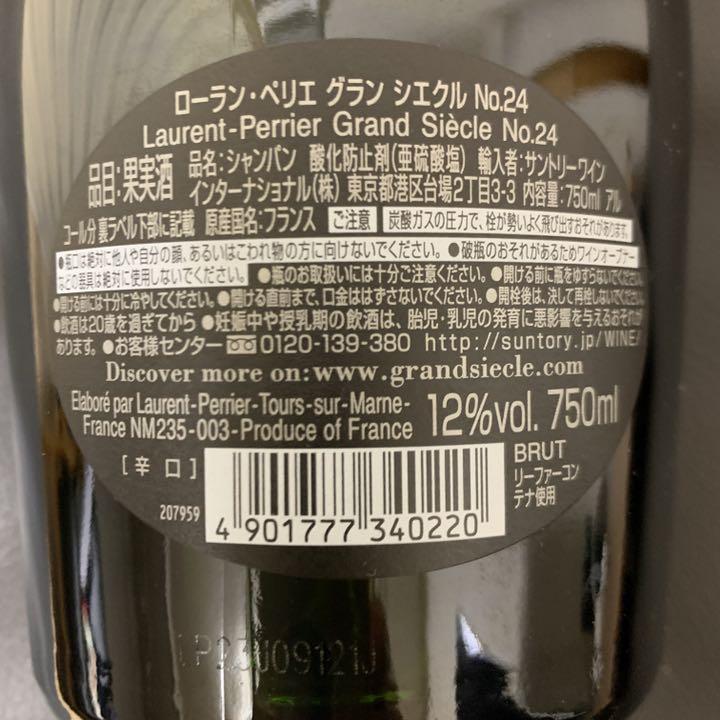 ローラン・ペリエ グラン シエクル No.24
Laurent-Perrier Grand Siècle No.24
品目:果実酒 品名:シャンパン 酸化防止剤(亜硫酸塩) 輸入者:サントリーワイン
インターナショナル(株) 東京都港区台場2丁目3-3 内容量:750ml アル
コール分 裏ラベル下部に記載 原産国名:フランス ご注意 炭酸ガスの圧力で、栓が勢いよく飛び出すおそれがあります。
●瓶口は絶対に他人や自分の顔、あるいはこわれ物の方に向けないでください。●破瓶のおそれがあるためワインオープナー
などの器具は絶対に使用しないでください。●瓶のお取扱いには十分ご注意ください。●開ける前に瓶をゆすらないでください。
●開ける前には十分に冷やしてください。●開ける直前まで、口金ははずさないでください。●開栓後は、決して再栓しないでください。
●飲酒は20歳を過ぎてから ●妊娠中や授乳期の飲酒は、胎児・乳児の発育に悪影響を与えるおそれが
あります。●お客様センター 0120-139-380 http://suntory.jp/WINE/
Discover more on:www.grandsiecle.com
Elaboré par Laurent-Perrier-Tours-sur-Marne-
France NM235-003-Produce of France
12%vol. 750ml
[辛口]
BRUT
リーファーコン
テナ使用
207959
4 901777 340220